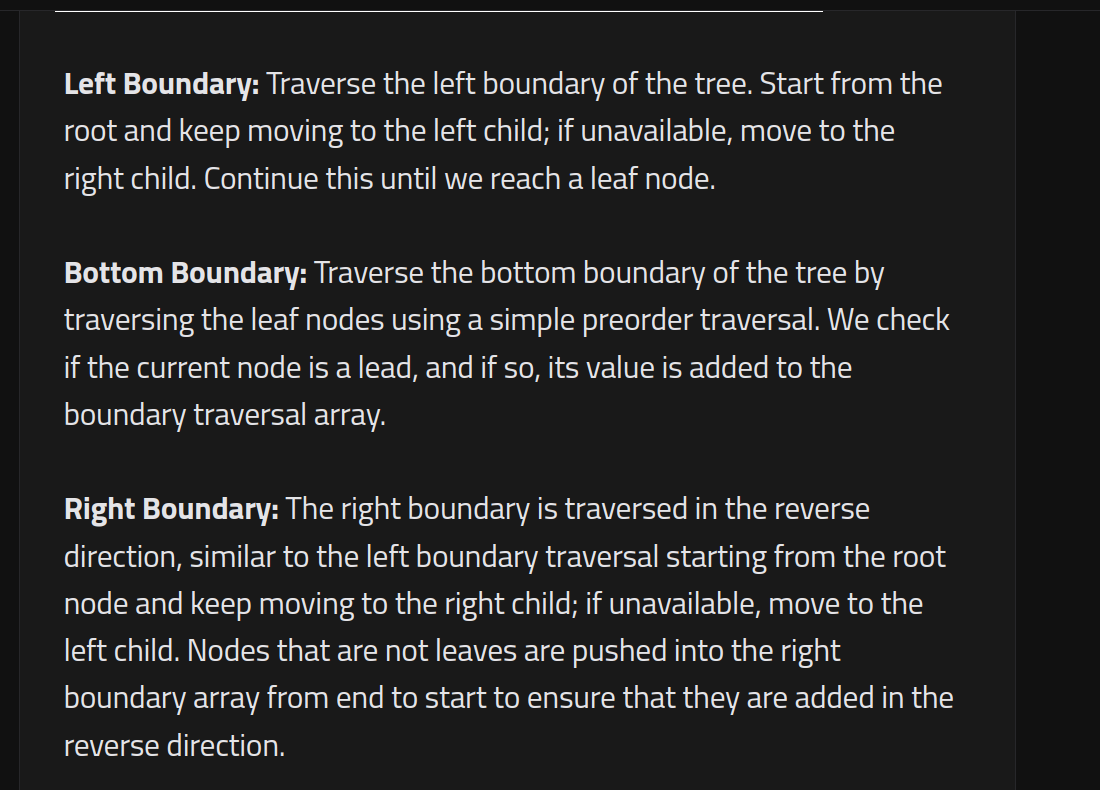 Left Boundary: Traverse the left boundary of the tree. Start from the
root and keep moving to the left child; if unavailable, move to the
right child. Continue this until we reach a leaf node.
Bottom Boundary: Traverse the bottom boundary of the tree by
traversing the leaf nodes using a simple preorder traversal. We check
if the current node is a lead, and if so, its value is added to the
boundary traversal array.
Right Boundary: The right boundary is traversed in the reverse
direction, similar to the left boundary traversal starting from the root
node and keep moving to the right child; if unavailable, move to the
left child. Nodes that are not leaves are pushed into the right
boundary array from end to start to ensure that they are added in the
reverse direction.